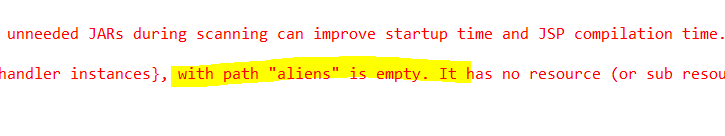 unneeded JARs during scanning can improve startup time and JSP compilation time.
handler instances}, with path "aliens" is empty. It has no resource (or sub resou